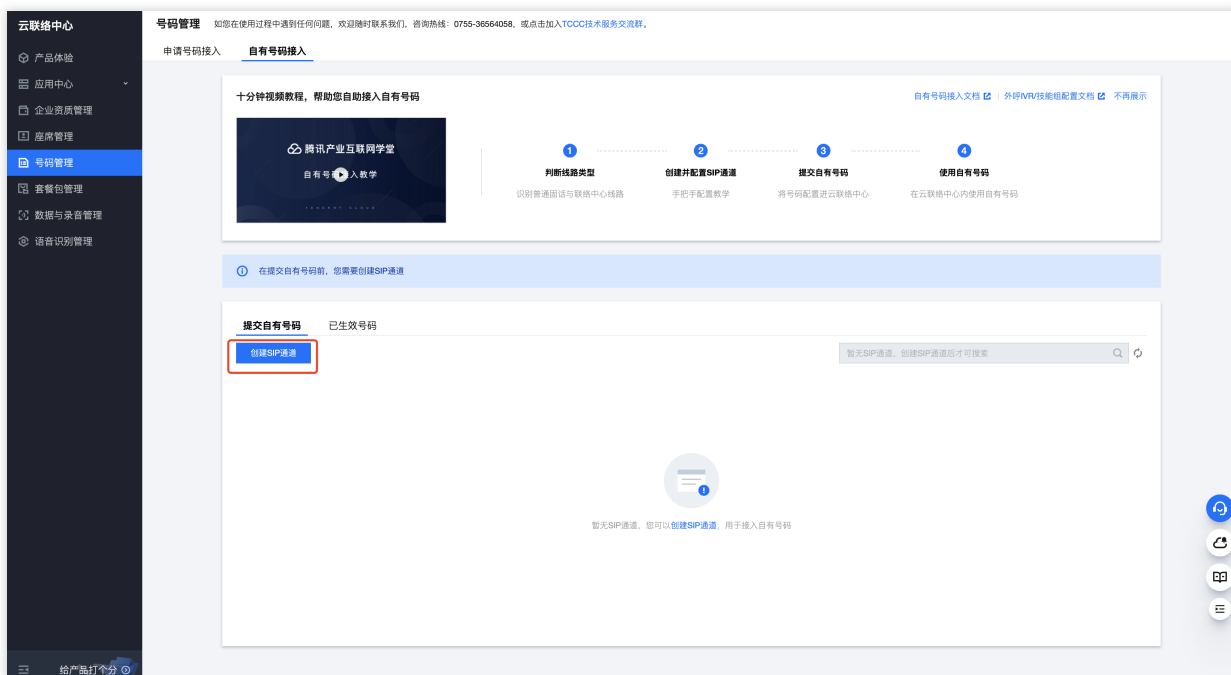 云联络中心
产品体验
应用中心
企业资质管理
座席管理
号码管理
套餐包管理
数据与录音管理
语音识别管理
给产品打个分
号码管理 如您在使用过程中遇到任何问题，欢迎随时联系我们，咨询热线：0755-36564058，或点击加入TCCC技术服务交流群。
申请号码接入 自有号码接入
十分钟视频教程，帮助您自助接入自有号码 自有号码接入文档 外呼IVR/技能组配置文档 不再展示
腾讯产业互联网学堂
自有号 入教学
TENCENT CLOUD
1 2 3 4
判断线路类型 创建并配置SIP通道 提交自有号码 使用自有号码
识别普通固话与联络中心线路 手把手配置教学 将号码配置进云联络中心 在云联络中心内使用自有号码
在提交自有号码前，您需要创建SIP通道
提交自有号码 已生效号码
创建SIP通道 暂无SIP通道，创建SIP通道后才可搜索
暂无SIP通道，您可以创建SIP通道，用于接入自有号码